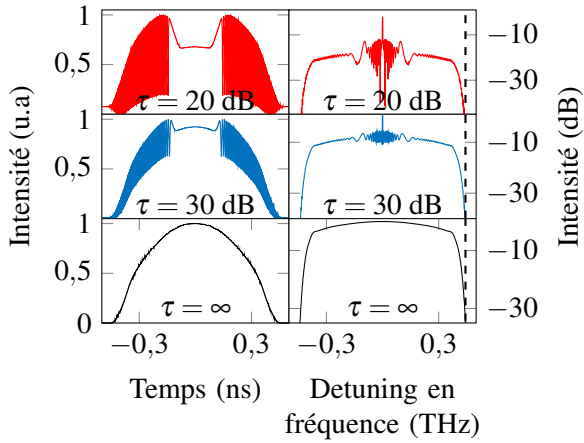 Intensité (u.a)
1
0,5
τ = 20 dB
1
0,5
τ = 30 dB
1
0,5
0
τ = ∞
−0,3
0,3
Temps (ns)
−10
−30
τ = 20 dB
−10
−30
τ = 30 dB
−10
−30
τ = ∞
0,3
Detuning en
fréquence (THz)
Intensité (dB)